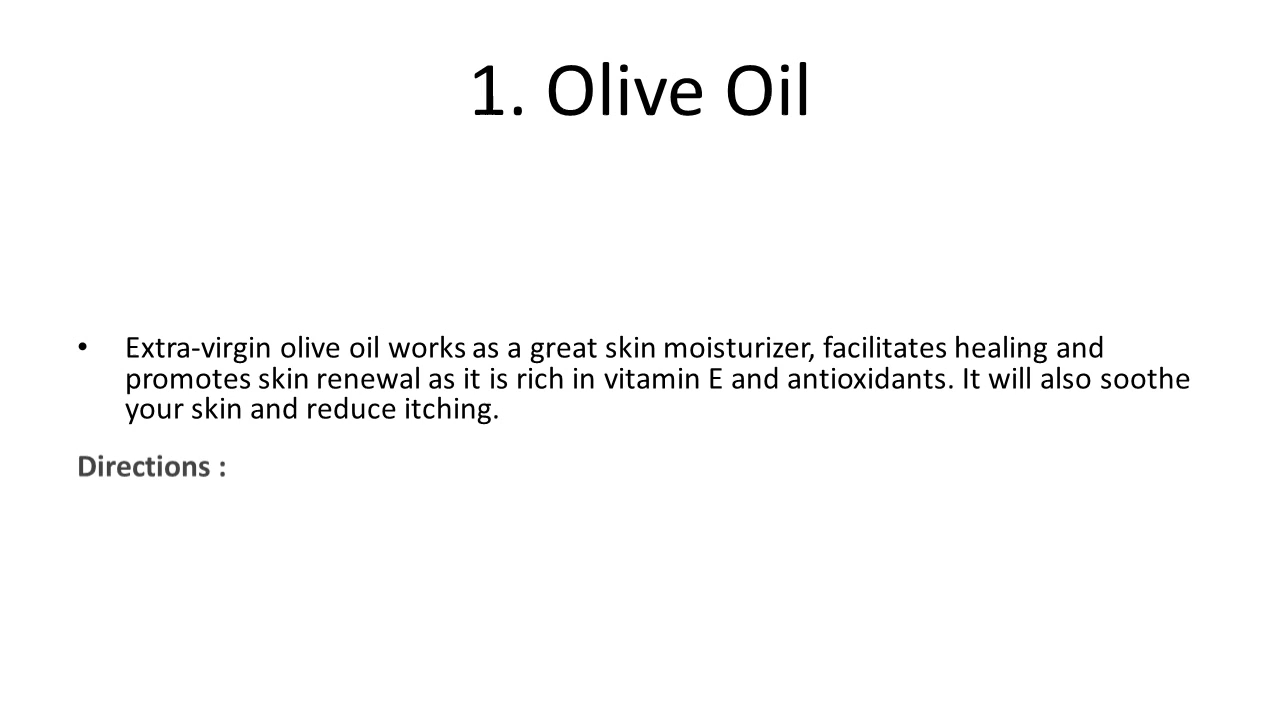 1. Olive Oil
• Extra-virgin olive oil works as a great skin moisturizer, facilitates healing and
promotes skin renewal as it is rich in vitamin E and antioxidants. It will also soothe
your skin and reduce itching.
Directions :